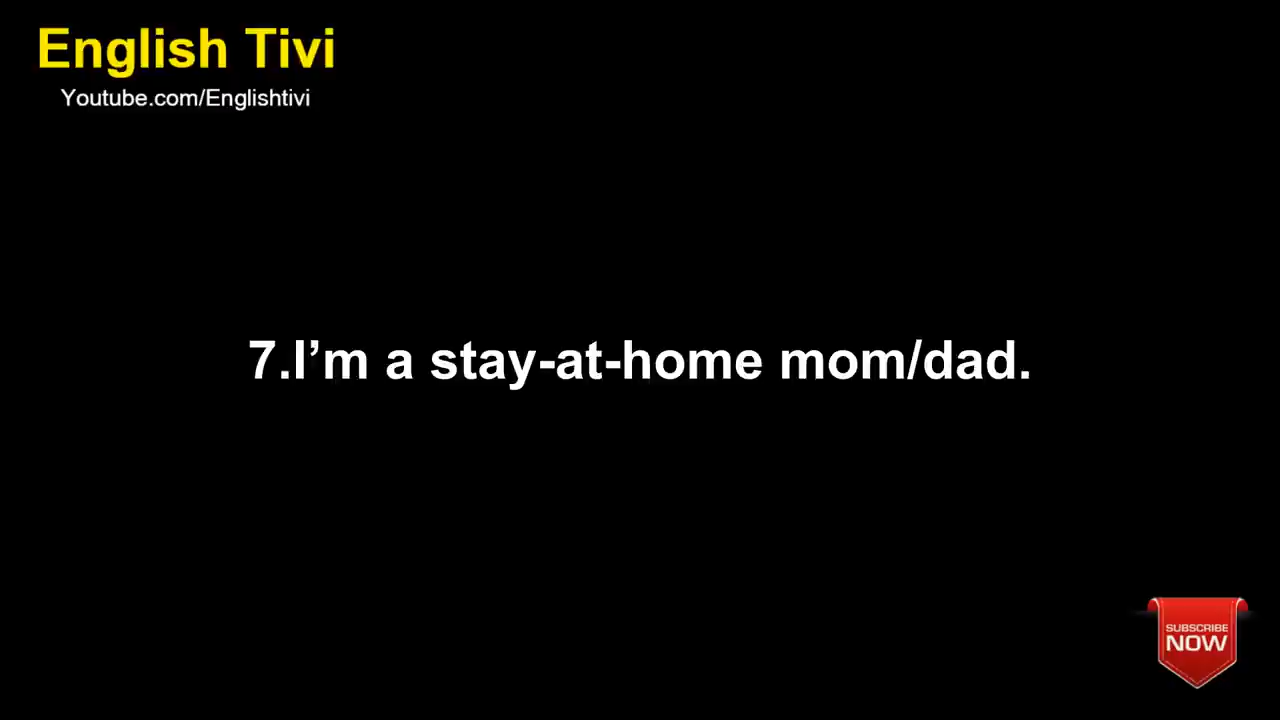 English Tivi
Youtube.com/Englishtivi
7.I’m a stay-at-home mom/dad.
SUBSCRIBE
NOW